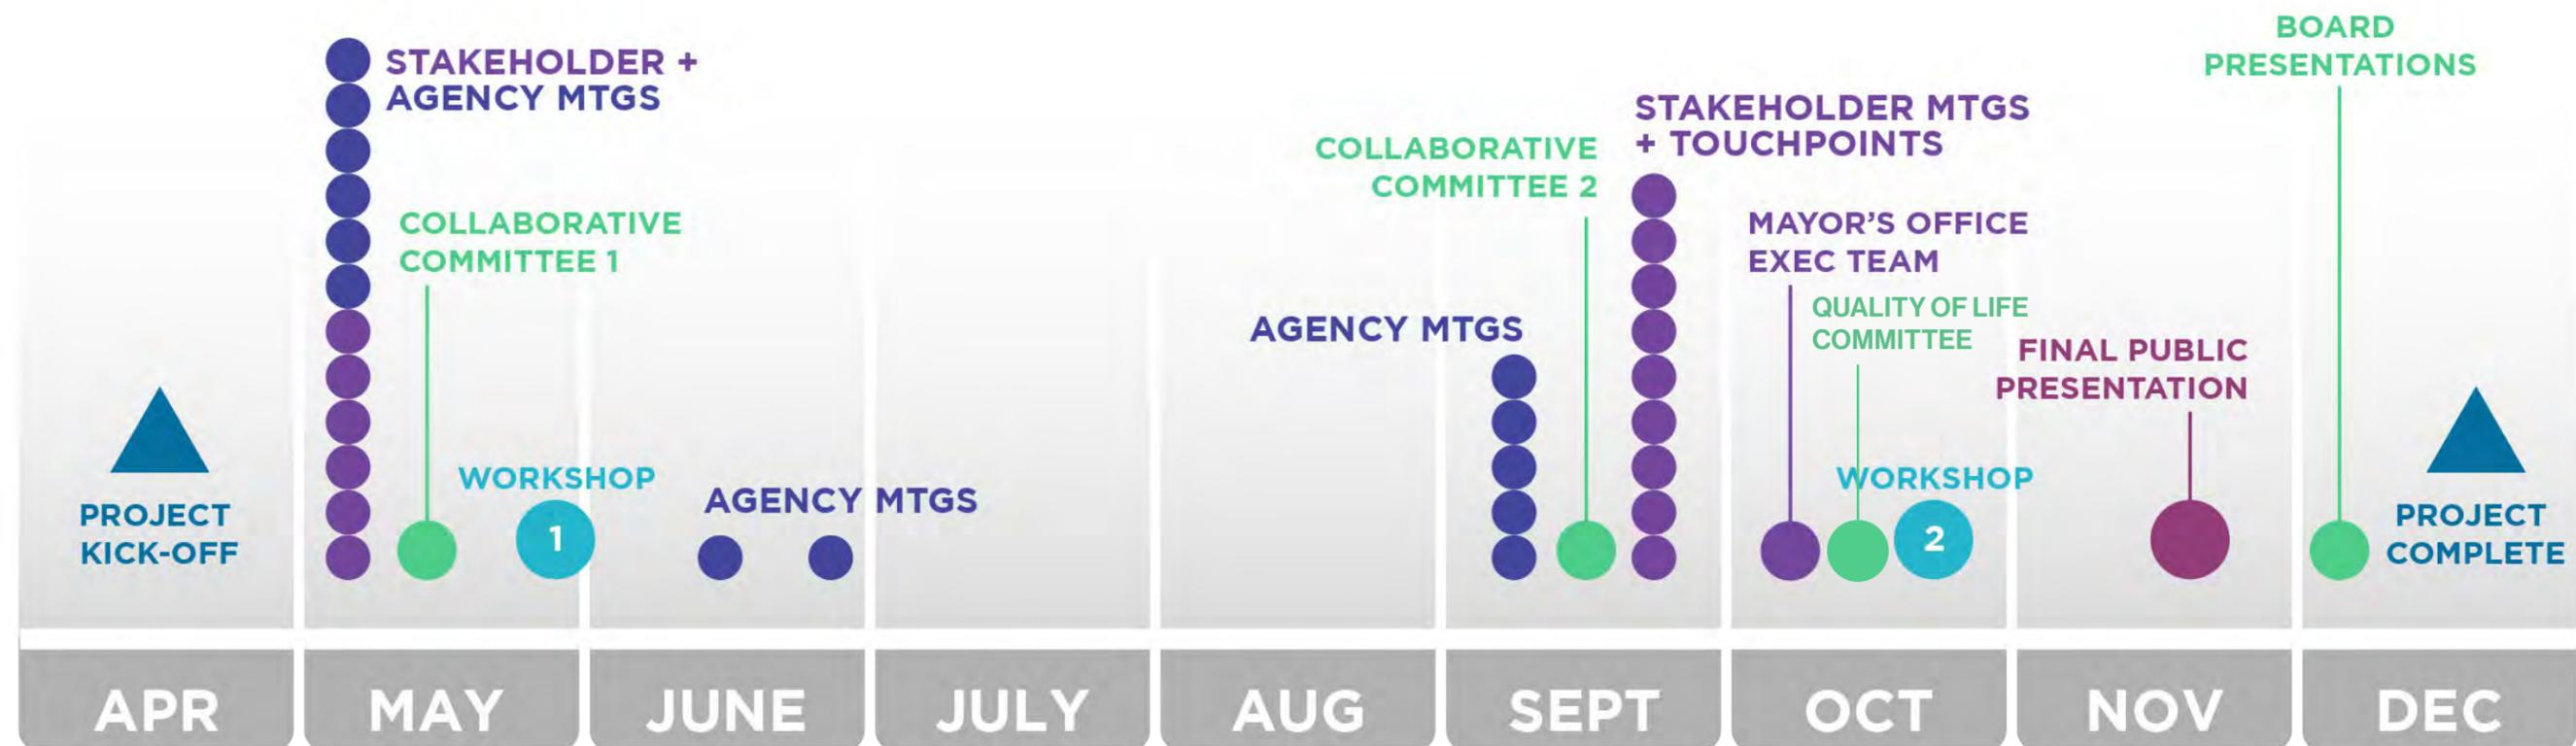 STAKEHOLDER +
AGENCY MTGS
COLLABORATIVE
COMMITTEE 1
PROJECT
KICK-OFF
WORKSHOP
1
AGENCY MTGS
AGENCY MTGS
COLLABORATIVE
COMMITTEE 2
STAKEHOLDER MTGS
+ TOUCHPOINTS
MAYOR'S OFFICE
EXEC TEAM
QUALITY OF LIFE
COMMITTEE
WORKSHOP
2
FINAL PUBLIC
PRESENTATION
BOARD
PRESENTATIONS
PROJECT
COMPLETE
APR
MAY
JUNE
JULY
AUG
SEPT
OCT
NOV
DEC